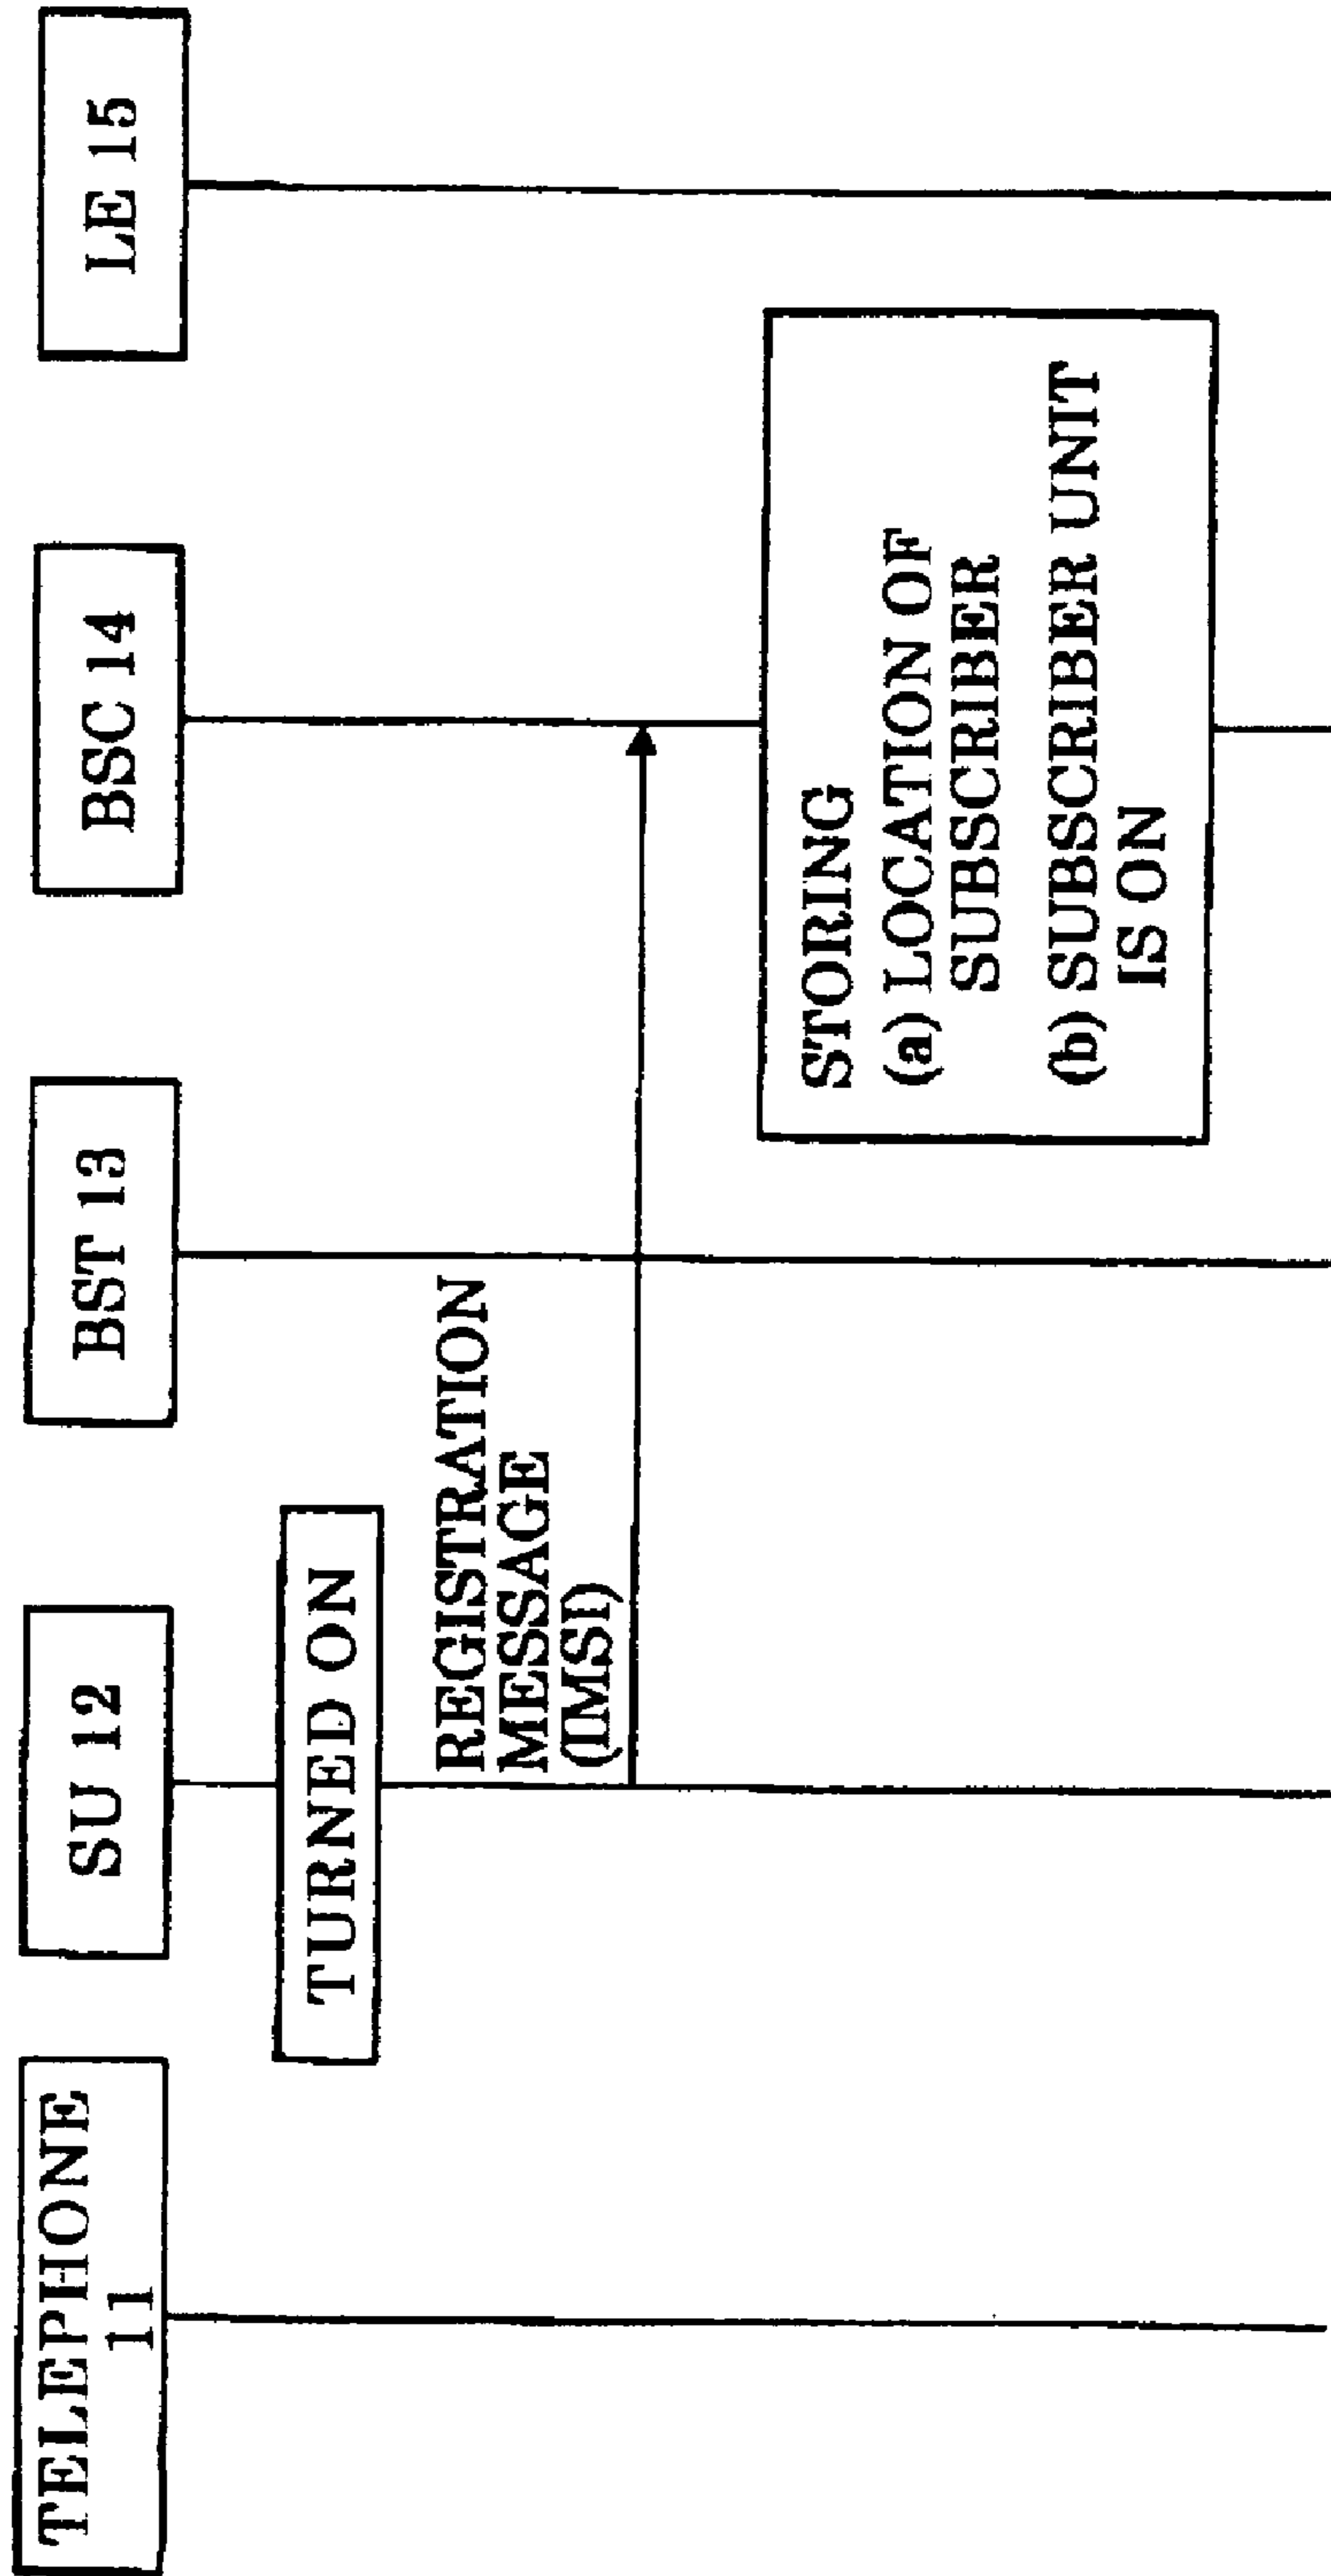 TELEPHONE
11
SU 12
BST 13
BSC 14
LE 15
TURNED ON
REGISTRATION
MESSAGE
(IMSI)
STORING
(a) LOCATION OF
SUBSCRIBER
(b) SUBSCRIBER UNIT
IS ON